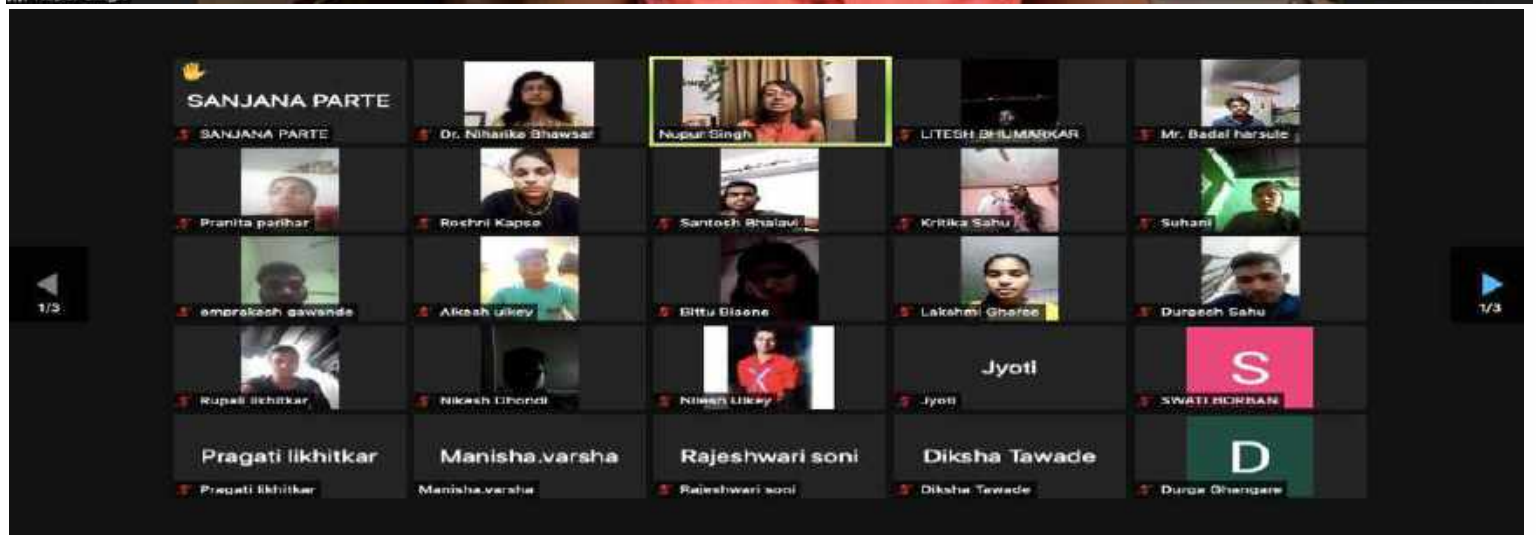 SANJANA PARTE
SANJANA PARTE
Dr. Niharika Bhawsar
Nupur Singh
LITESH BHUMARKAR
Mr. Badal harsule
Pranita parihar
Roshni Kapse
Santosh Bhalavi
Kritika Sahu
Suhani
omprakash gawande
Alkesh uikey
Bittu Bisone
Lakshmi Gharse
Durgesh Sahu
1/3
1/3
Rupali likhitkar
Nikesh Dhondi
Nilesh Uikey
Jyoti
Jyoti
S
SWATI BORBAN
Pragati likhitkar
Pragati likhitkar
Manisha.varsha
Manisha.varsha
Rajeshwari soni
Rajeshwari soni
Diksha Tawade
Diksha Tawade
D
Durga Ghangare